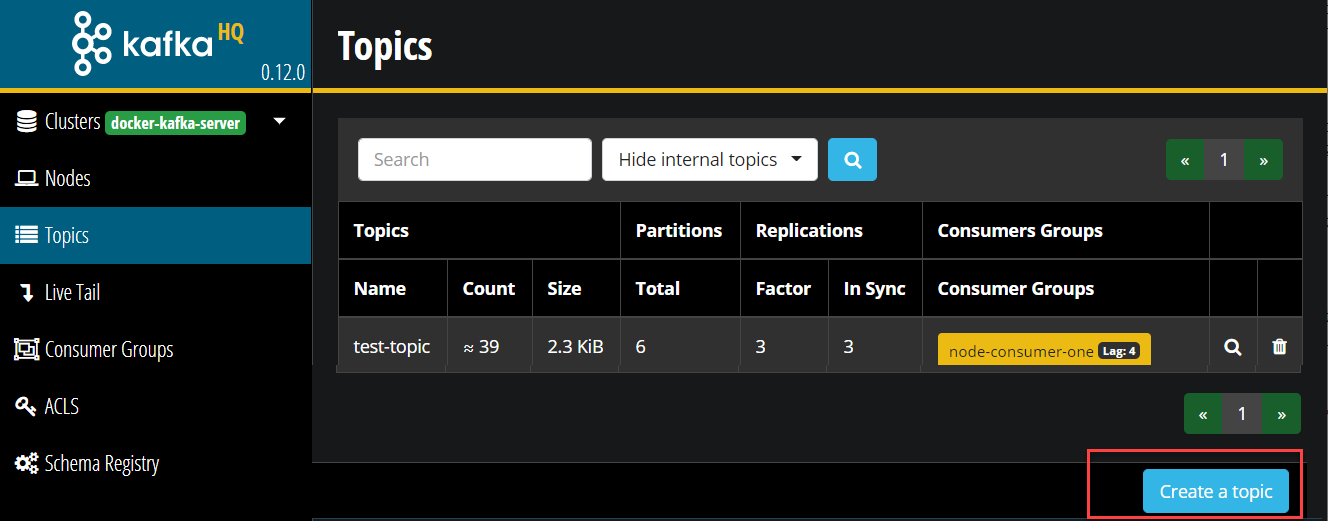 kafka HQ
0.12.0
Topics
Clusters docker-kafka-server
Nodes
Topics
Live Tail
Consumer Groups
ACLS
Schema Registry
Search Hide internal topics « 1 »
Topics Partitions Replications Consumers Groups
Name Count Size Total Factor In Sync Consumer Groups
test-topic ≈ 39 2.3 KiB 6 3 3 node-consumer-one Lag: 4
« 1 »
Create a topic